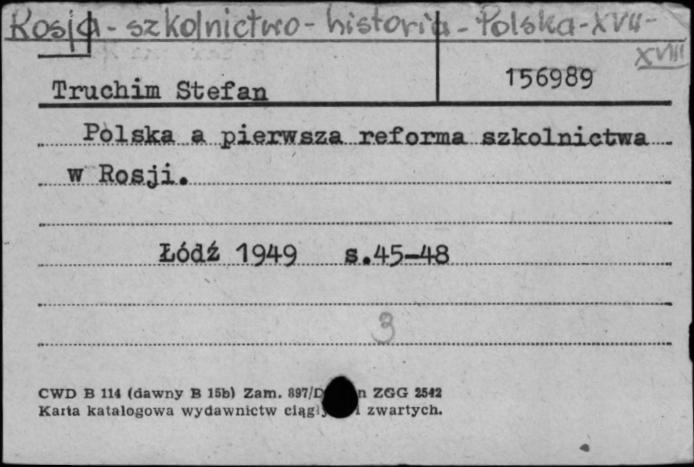 Rosja - szkolnictwo - historia - Polska - XVII -
XVIII
Truchim Stefan
156989
Polska a pierwsza reforma szkolnictwa
w Rosji.
Łódź 1949 s.45-48
3
CWD B 114 (dawny B 15b) Zam. 897/D ZGG 2542
Karta katalogowa wydawnictw zwartych.